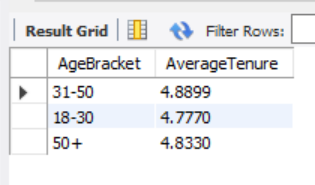 Result Grid Filter Rows:
AgeBracket AverageTenure
31-50 4.8899
18-30 4.7770
50+ 4.8330